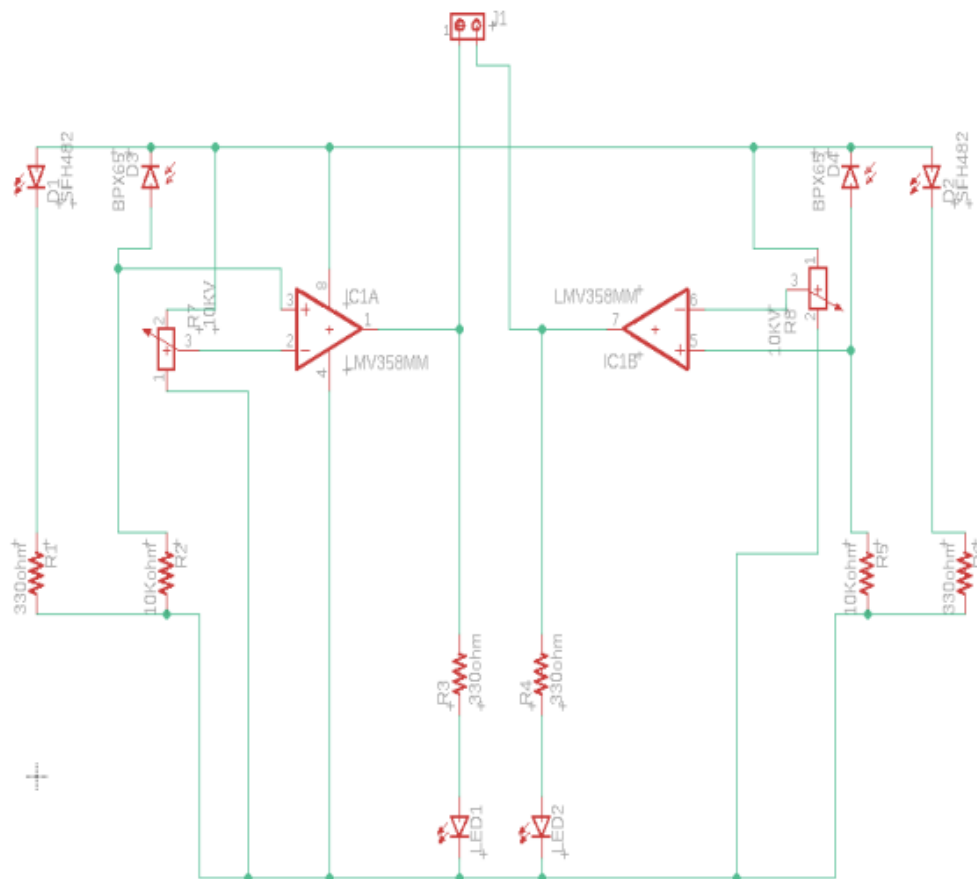 1
J1
SFH482
D1
BPX65
D3
BPX65
D4
D2
SFH482
R7
10KV
2
3
1
3
2
8
4
1
IC1A
LMV358MM
LMV358MM
IC1B
7
6
5
1
3
2
10KV
R1
330ohm
R2
10Kohm
R5
10Kohm
330ohm
R3
330ohm
R4
330ohm
LED1
LED2